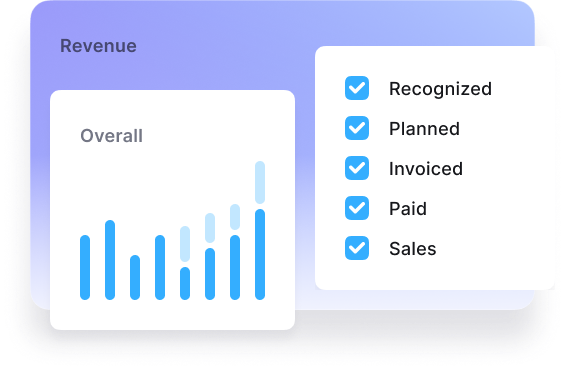 Revenue
Overall
Recognized
Planned
Invoiced
Paid
Sales